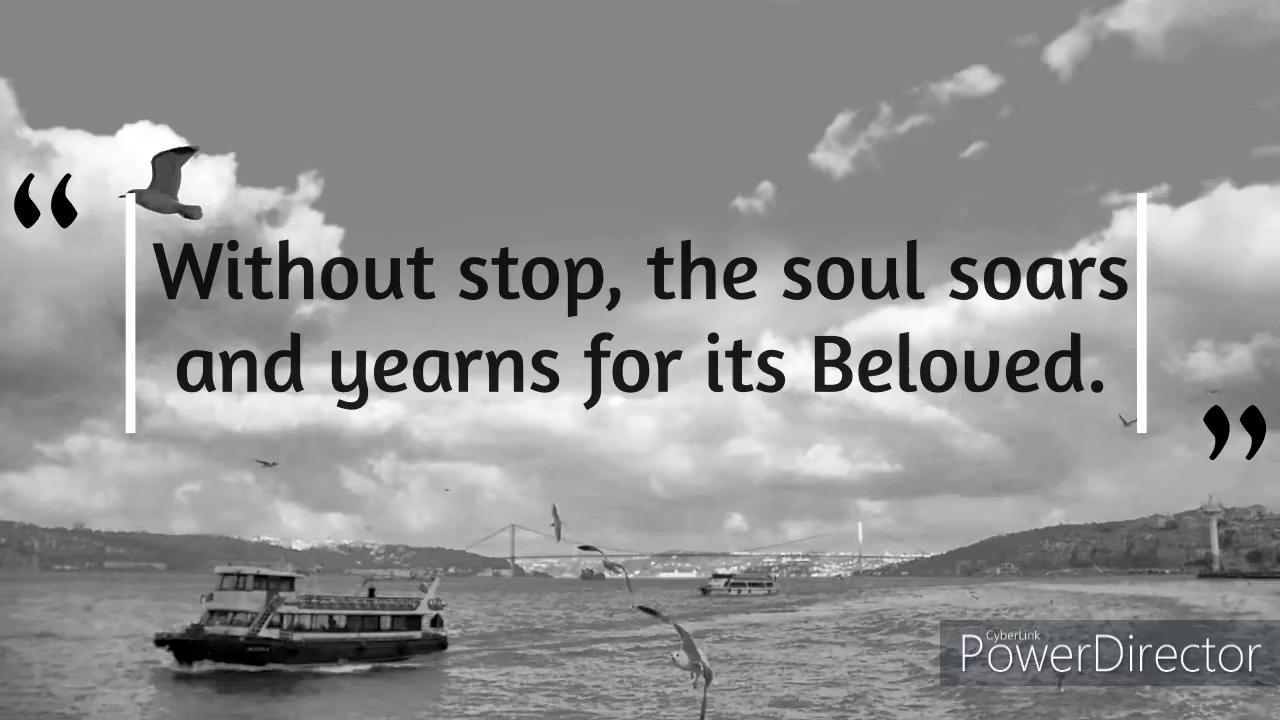 “
Without stop, the soul soars
and yearns for its Beloved.
”
CyberLink
PowerDirector